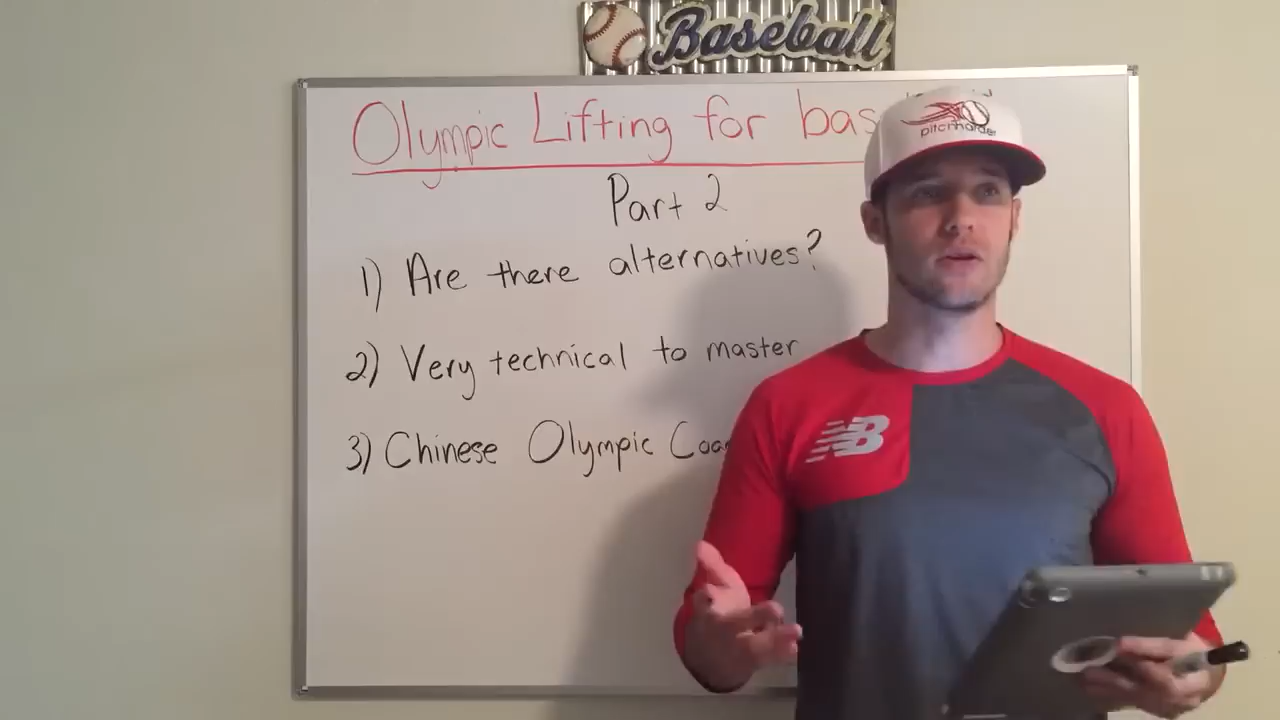 Baseball
Olympic Lifting for bas
Part 2
1) Are there alternatives?
2) Very technical to master
3) Chinese Olympic Coa
pitchharder
NB